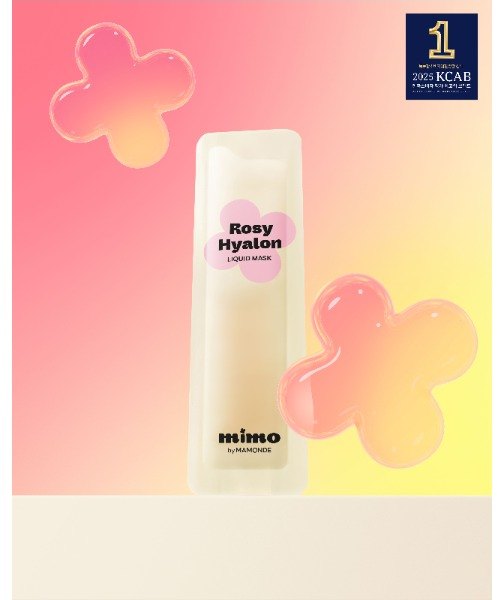 1
2025 KCAB
Rosy
Hyalon
LIQUID MASK
mimo
by MAMONDE